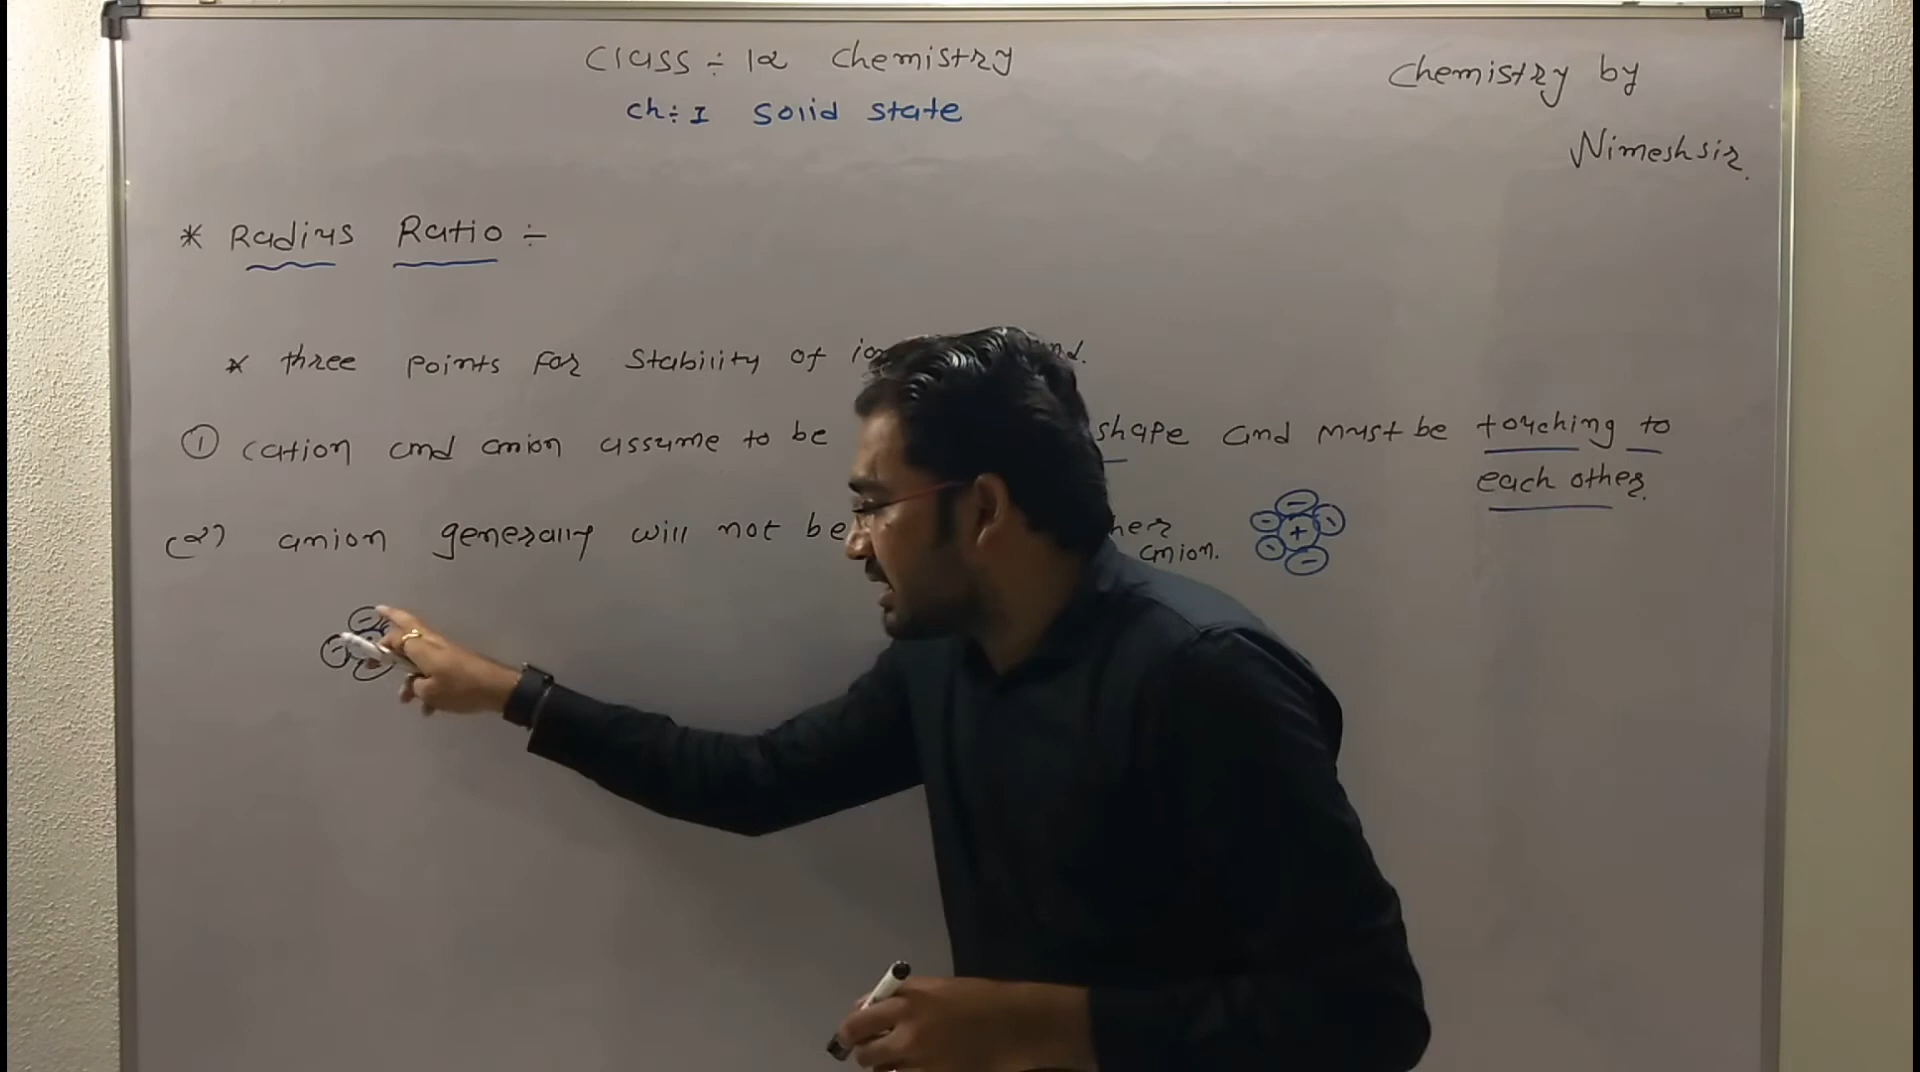 Class ÷ 12 chemistry
ch ÷ I solid state
chemistry by
Nimeshsir.
* Radius Ratio ÷
* three points for stability of
① cation and anion assume to be shape and must be touching to
each other.
(2) anion generally will not be
anion.
- - - - - +
- -